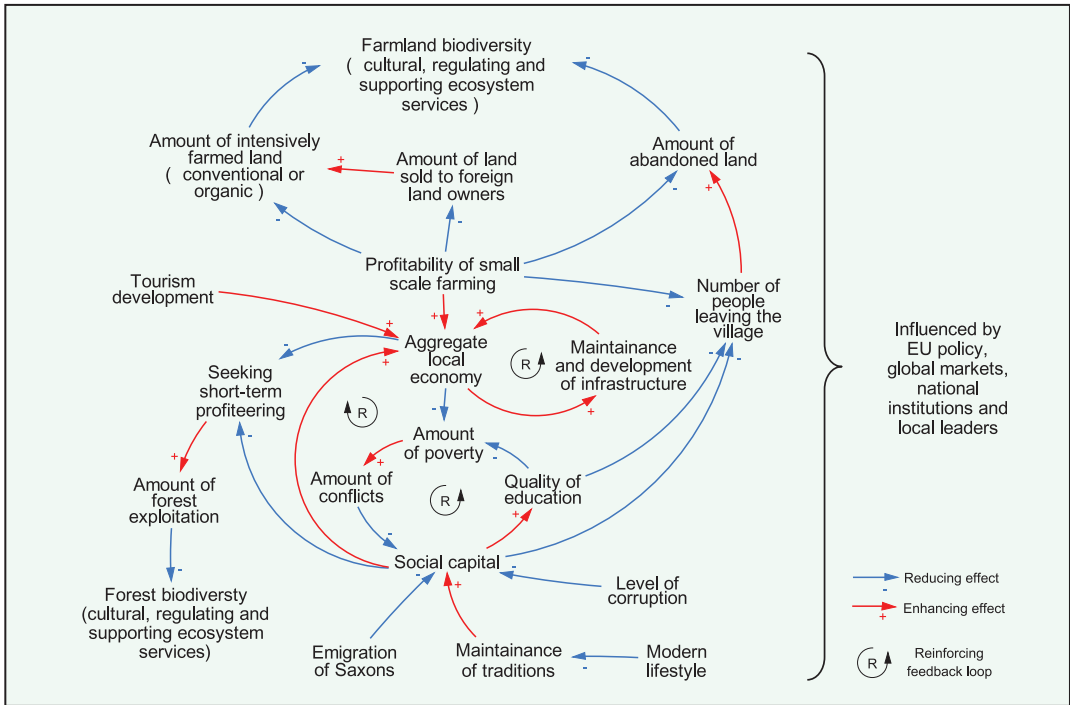 Farmland biodiversity
( cultural, regulating and
supporting ecosystem
services )
-
-
Amount of intensively
farmed land
( conventional or
organic )
+
Amount of land
sold to foreign
land owners
Amount of
abandoned land
-
-
-
+
Profitability of small
scale farming
Tourism
development
-
Number of
people
leaving the
village
+
+
+
Aggregate
local
economy
+
-
R
Maintainance
and development
of infrastructure
+
-
-
Seeking
short-term
profiteering
-
R
-
Amount
of poverty
-
+
+
Amount of
conflicts
R
Quality of
education
+
Amount of
forest
exploitation
-
-
Social capital
-
+
-
Forest biodiversty
(cultural, regulating and
supporting ecosystem
services)
Level of
corruption
Emigration
of Saxons
Maintainance
of traditions
-
Modern
lifestyle
Influenced by
EU policy,
global markets,
national
institutions and
local leaders
- Reducing effect
+ Enhancing effect
R Reinforcing
feedback loop